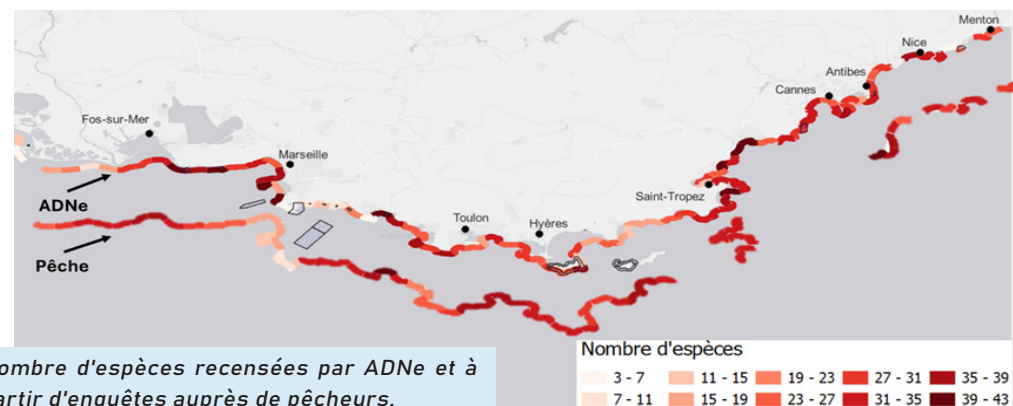 Menton
Nice
Antibes
Cannes
Fos-sur-Mer
Marseille
ADNe
Saint-Tropez
Toulon
Hyères
Pêche
Nombre d'espèces
3 - 7
11 - 15
19 - 23
27 - 31
35 - 39
7 - 11
15 - 19
23 - 27
31 - 35
39 - 43
ombre d'espèces recensées par ADNe et à
artir d'enquêtes auprès de pêcheurs.